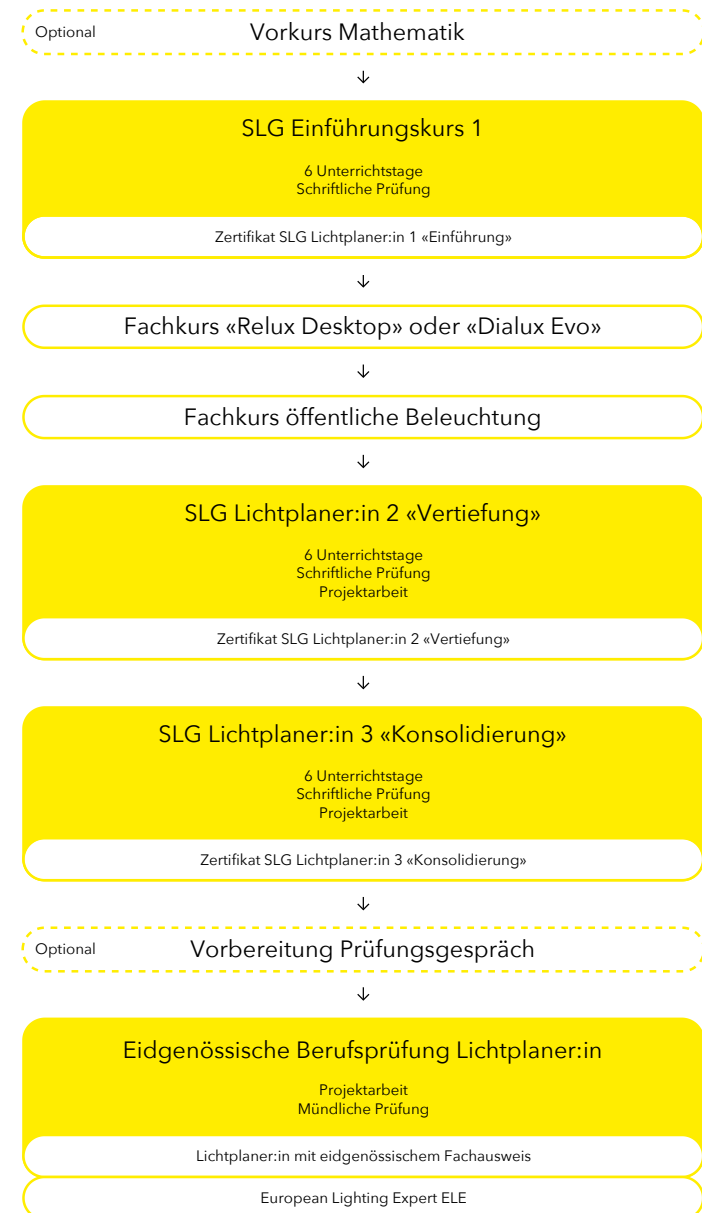 Optional
Vorkurs Mathematik
↓
SLG Einführungskurs 1
6 Unterrichtstage
Schriftliche Prüfung
Zertifikat SLG Lichtplaner:in 1 «Einführung»
↓
Fachkurs «Relux Desktop» oder «Dialux Evo»
↓
Fachkurs öffentliche Beleuchtung
↓
SLG Lichtplaner:in 2 «Vertiefung»
6 Unterrichtstage
Schriftliche Prüfung
Projektarbeit
Zertifikat SLG Lichtplaner:in 2 «Vertiefung»
↓
SLG Lichtplaner:in 3 «Konsolidierung»
6 Unterrichtstage
Schriftliche Prüfung
Projektarbeit
Zertifikat SLG Lichtplaner:in 3 «Konsolidierung»
↓
Optional
Vorbereitung Prüfungsgespräch
↓
Eidgenössische Berufsprüfung Lichtplaner:in
Projektarbeit
Mündliche Prüfung
Lichtplaner:in mit eidgenössischem Fachausweis
European Lighting Expert ELE